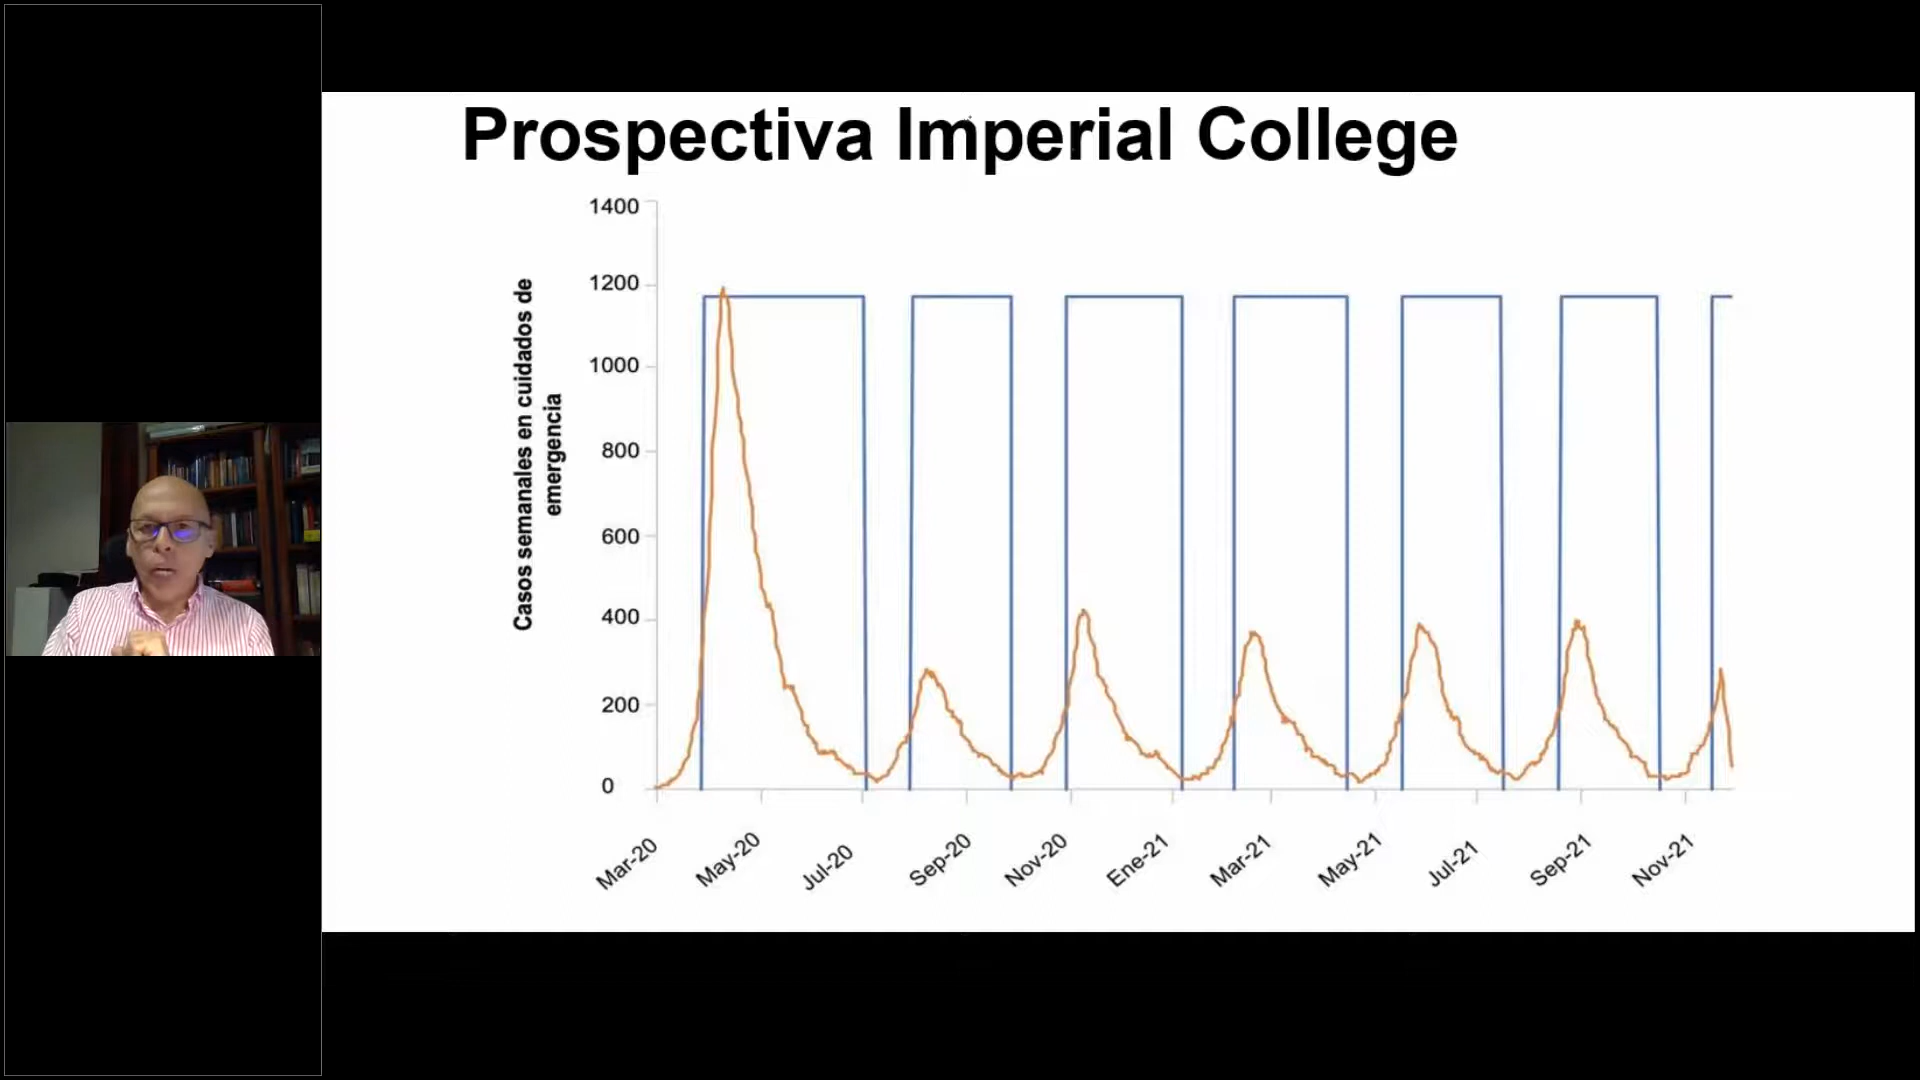 Prospectiva Imperial College
Casos semanales en cuidados de
emergencia
1400
1200
1000
800
600
400
200
0
Mar-20
May-20
Jul-20
Sep-20
Nov-20
Ene-21
Mar-21
May-21
Jul-21
Sep-21
Nov-21